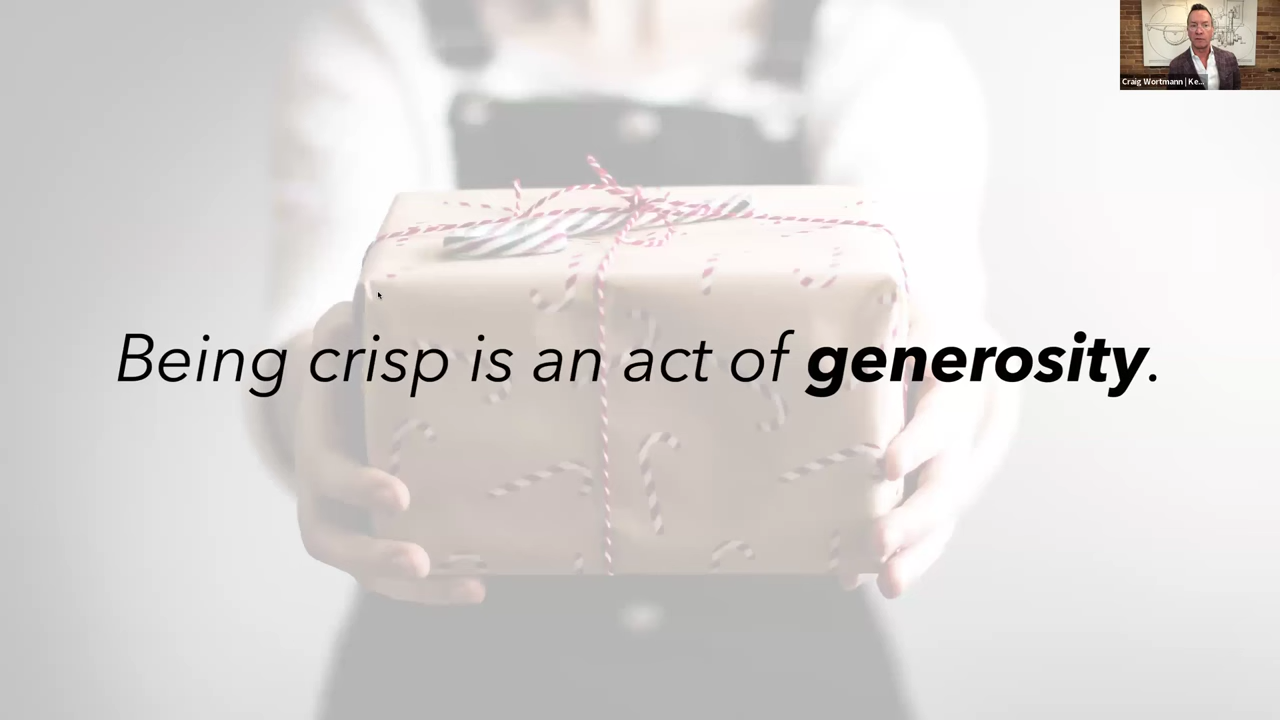 Craig Wortmann | Ke...
Being crisp is an act of generosity.